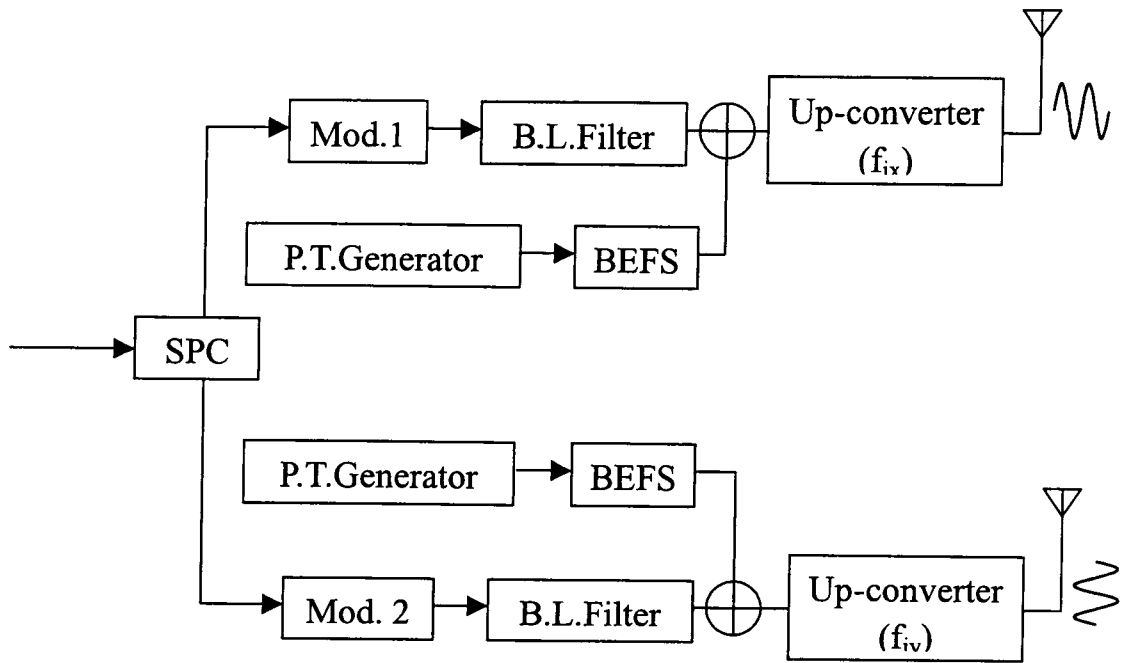 Mod.1
B.L.Filter
Up-converter
(fix)
P.T.Generator
BEFS
SPC
P.T.Generator
BEFS
Mod. 2
B.L.Filter
Up-converter
(fiy)